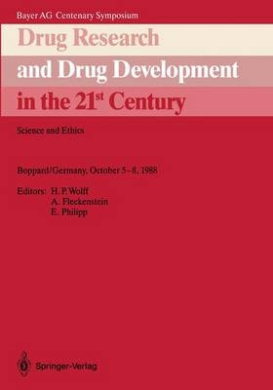 Bayer AG Centenary Symposium
Drug Research
and Drug Development
in the 21st Century
Science and Ethics
Boppard/Germany, October 5-8, 1988
Editors: H. P. Wolff
A. Fleckenstein
E. Philipp
Springer-Verlag